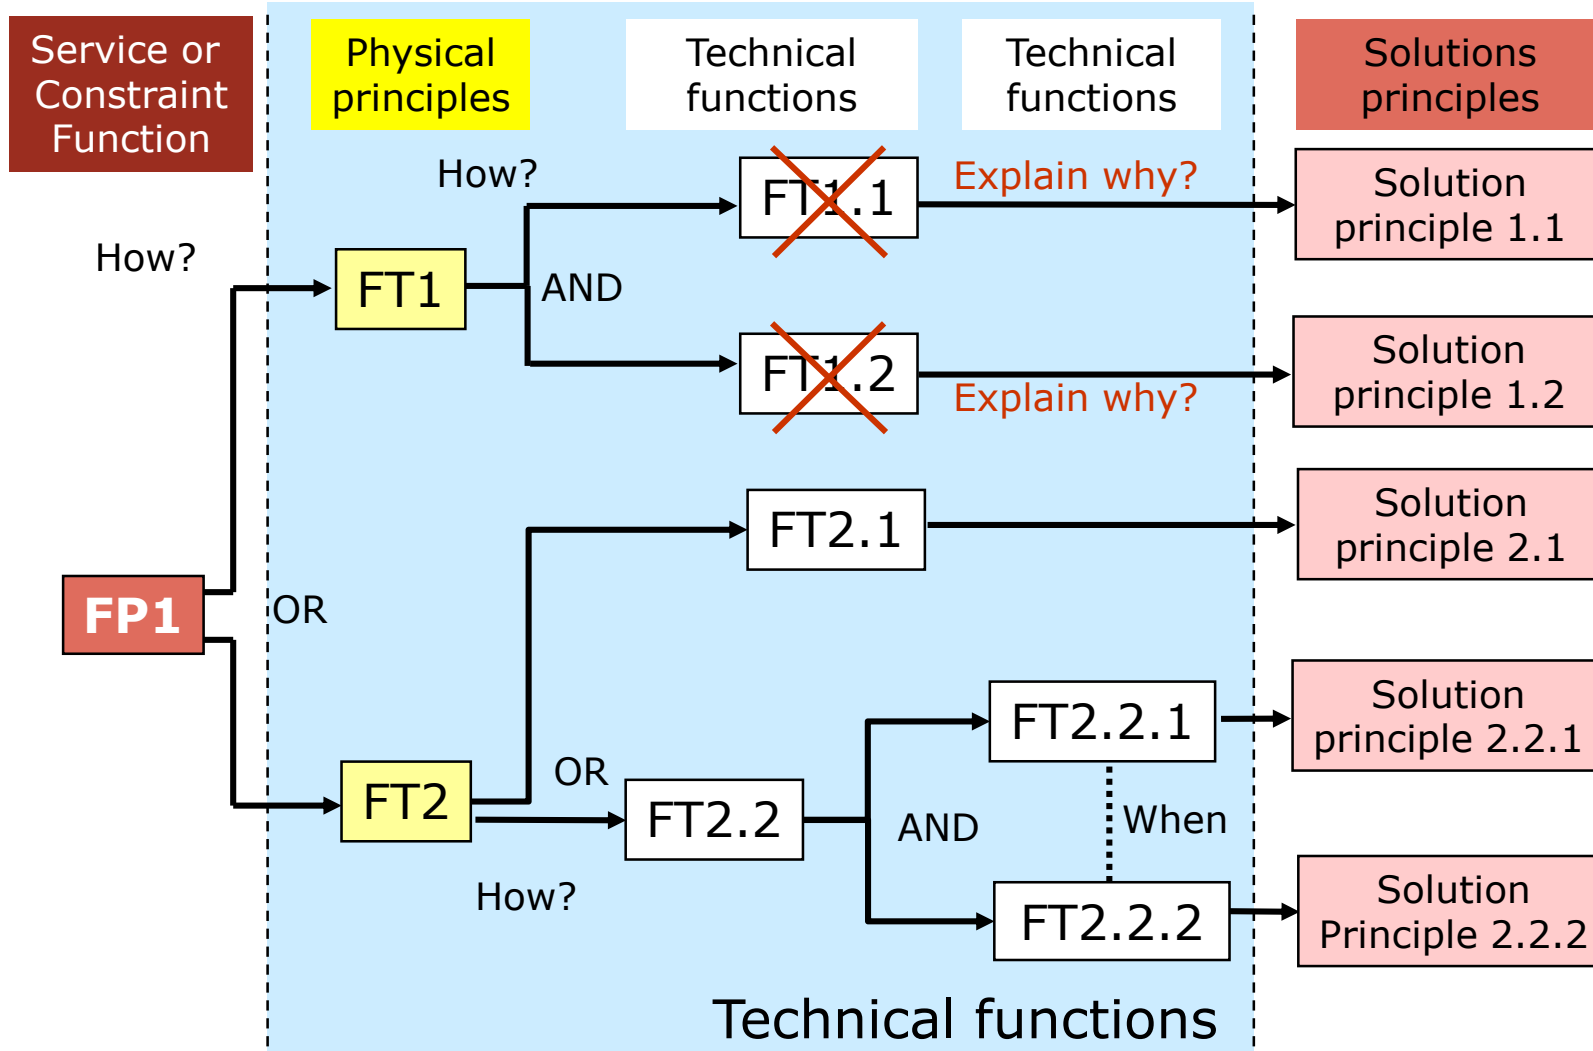 Service or
Constraint
Function
Physical
principles
Technical
functions
Technical
functions
Solutions
principles
How?
How?
FT1.1
Explain why?
Solution
principle 1.1
FT1
AND
FT1.2
Explain why?
Solution
principle 1.2
FT2.1
Solution
principle 2.1
FP1
OR
FT2
OR
How?
FT2.2
AND
FT2.2.1
When
FT2.2.2
Solution
principle 2.2.1
Solution
Principle 2.2.2
Technical functions